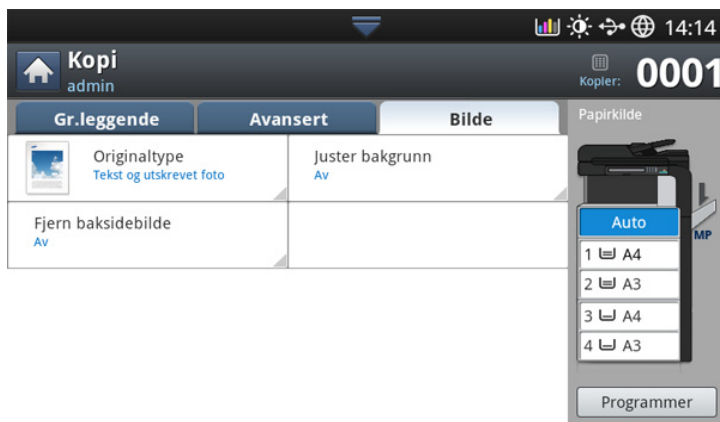 14:14
Kopi
admin
Kopier: 0001
Gr.leggende
Avansert
Bilde
Papirkilde
Originaltype
Tekst og utskrevet foto
Juster bakgrunn
Av
Fjern baksidebilde
Av
Auto
MP
1 A4
2 A3
3 A4
4 A3
Programmer